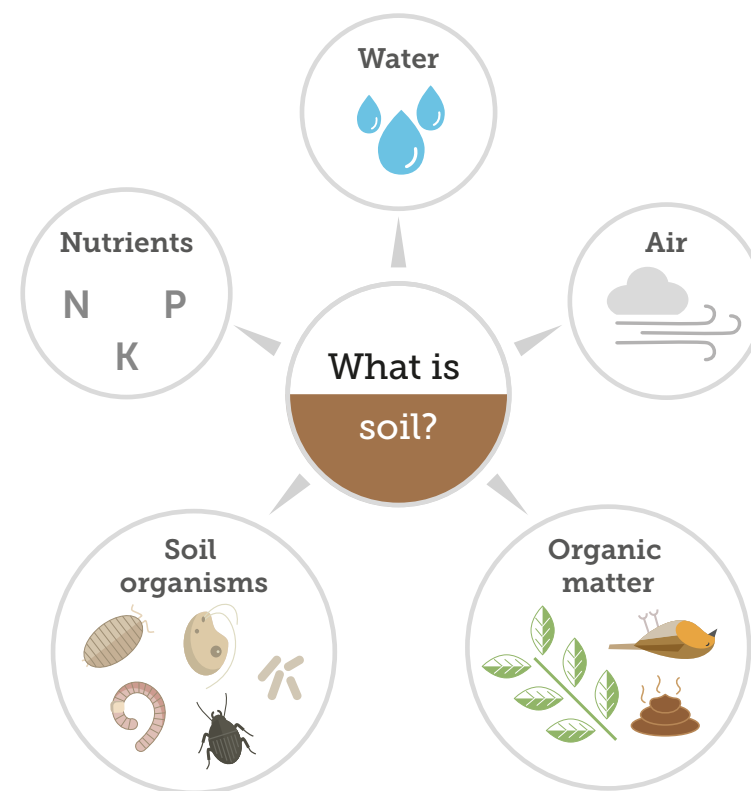 Water
Nutrients
N P
K
Air
What is
soil?
Soil
organisms
Organic
matter